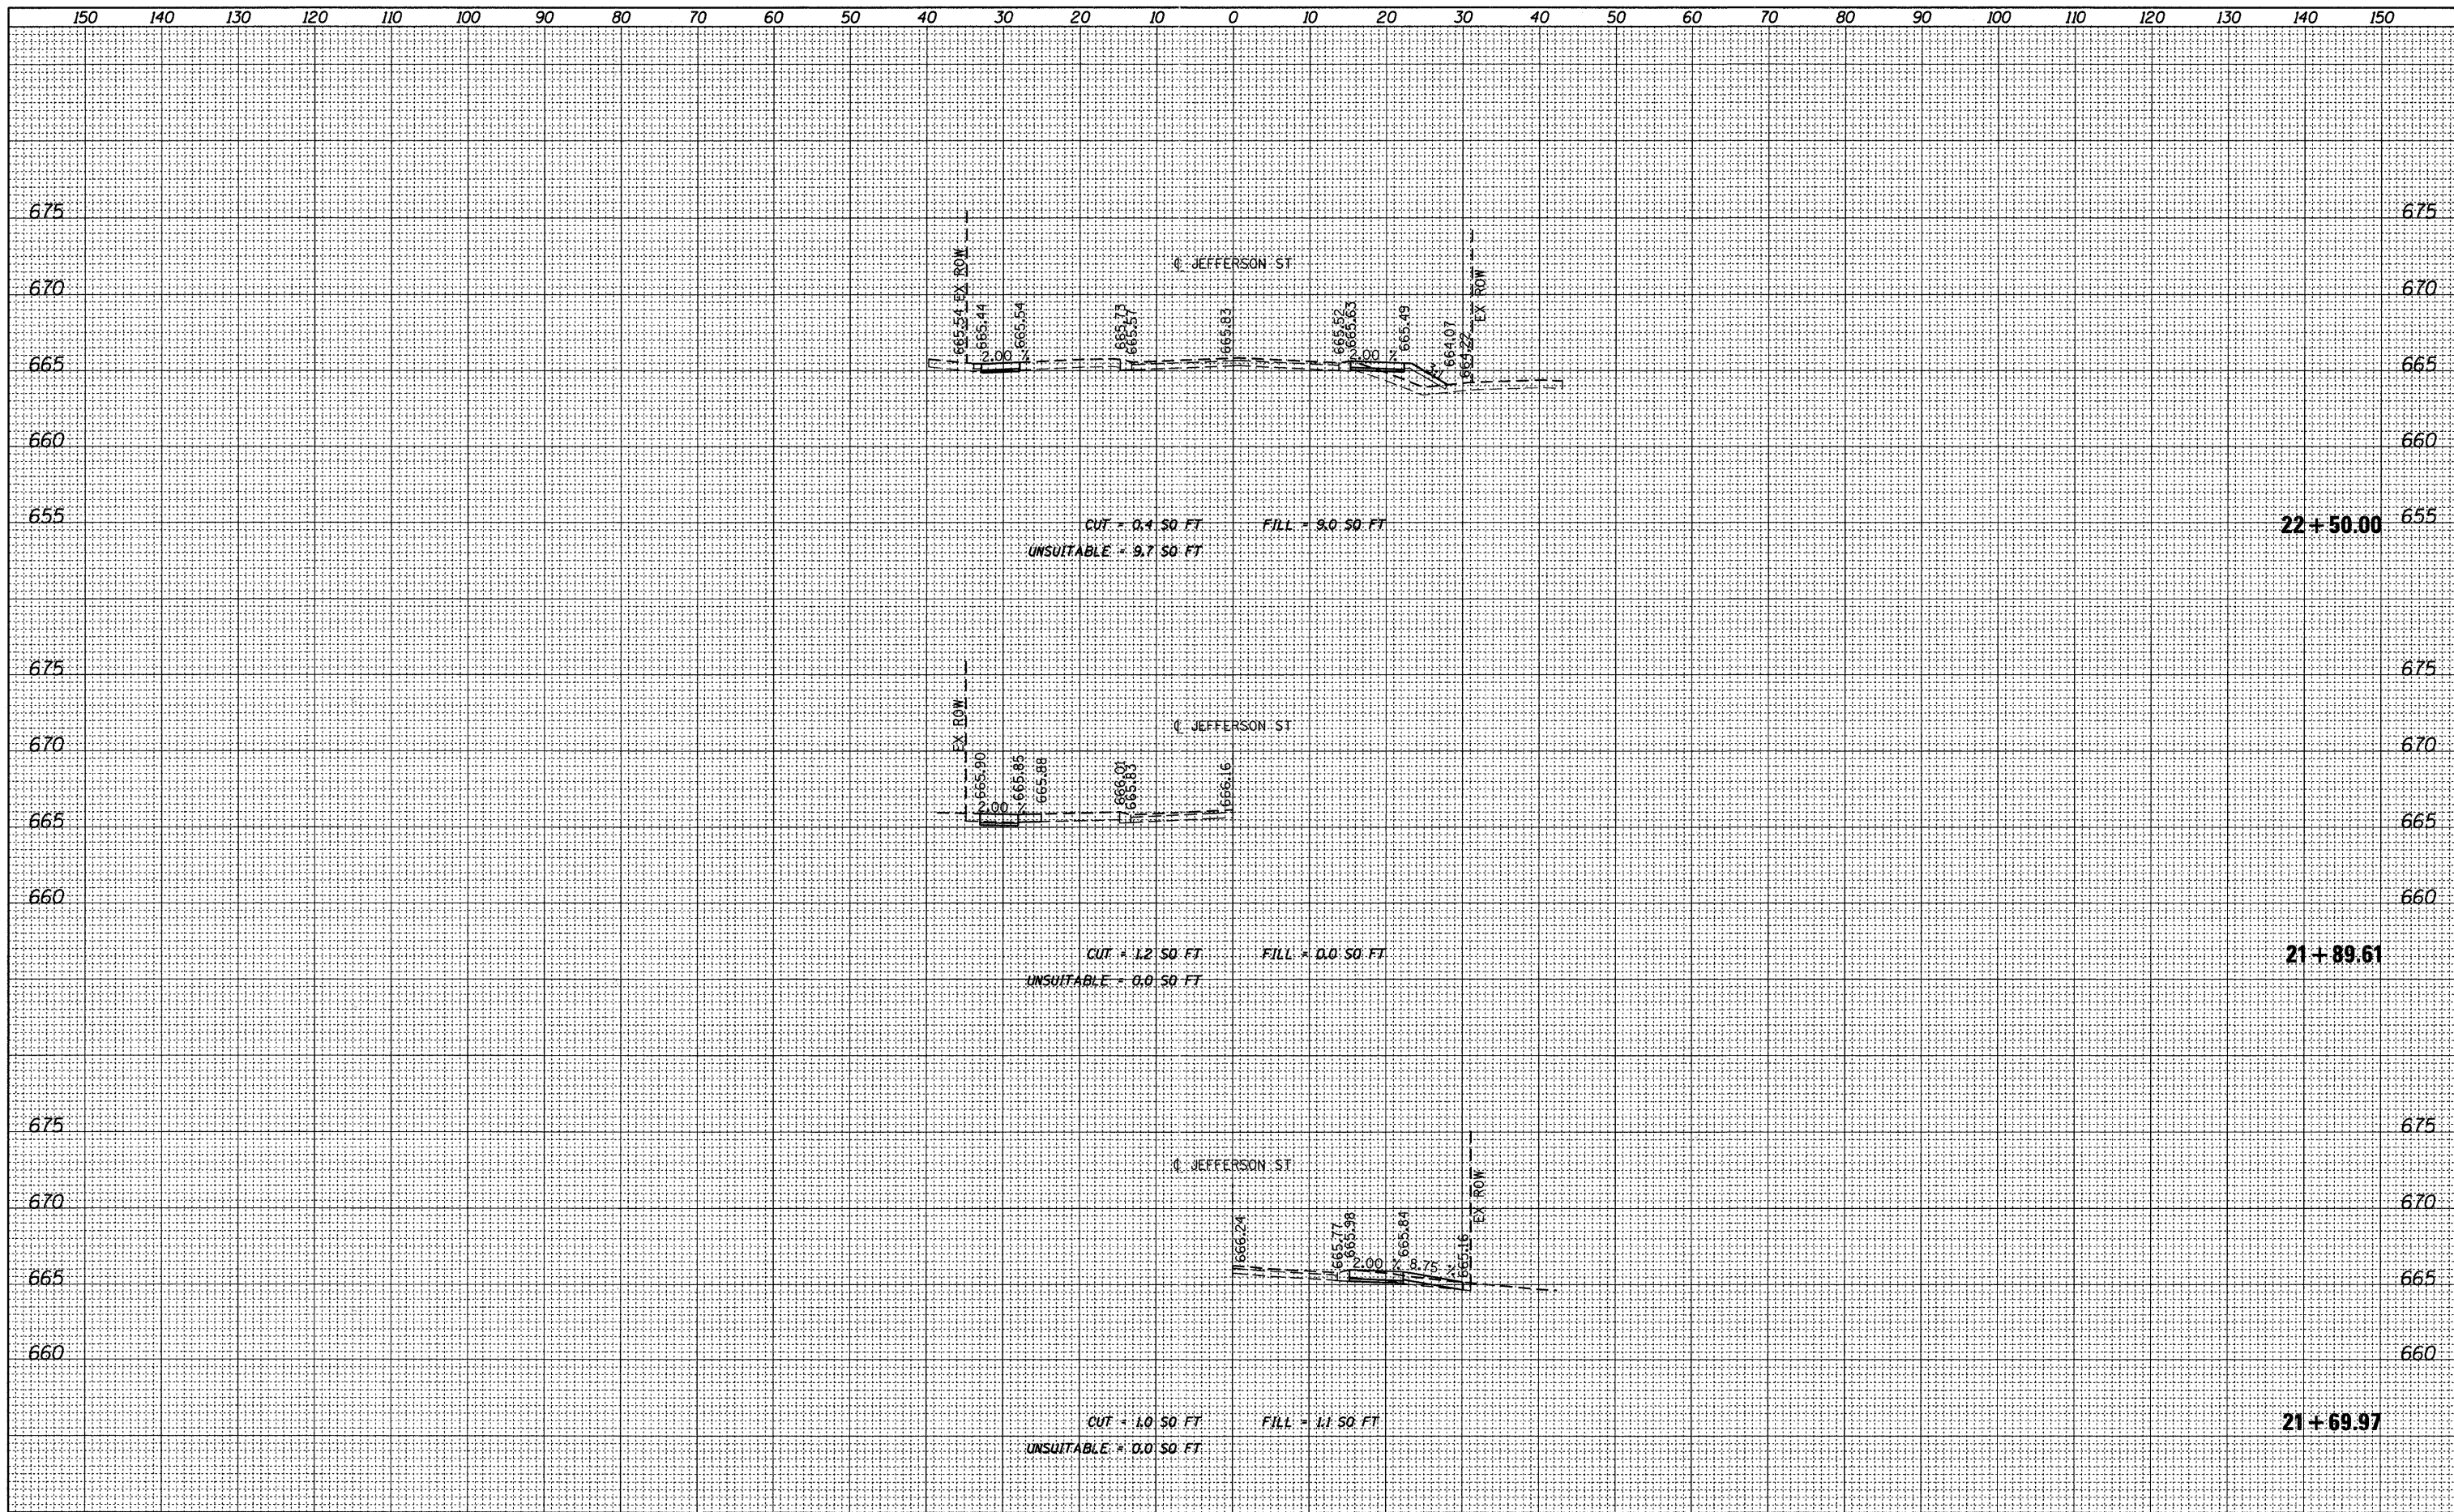 150 140 130 120 110 100 90 80 70 60 50 40 30 20 10 0 10 20 30 40 50 60 70 80 90 100 110 120 130 140 150
675 675
EX ROW
EX ROW
℄ JEFFERSON ST
670 670
665.54 665.44 665.54 665.73 665.57 665.83 665.52 665.63 665.49 664.07 664.22
2.00 % 2.00 %
665 665
660 660
655 655
CUT = 0.4 SQ FT FILL = 9.0 SQ FT 22+50.00
UNSUITABLE = 9.7 SQ FT
675 675
EX ROW
℄ JEFFERSON ST
670 670
665.90 665.85 665.88 666.01 665.83 666.16
2.00 %
665 665
660 660
CUT = 1.2 SQ FT FILL = 0.0 SQ FT 21+89.61
UNSUITABLE = 0.0 SQ FT
675 675
℄ JEFFERSON ST
EX ROW
670 670
666.24 665.77 665.98 665.84 665.16
2.00 % 8.75 %
665 665
660 660
CUT = 1.0 SQ FT FILL = 1.1 SQ FT 21+69.97
UNSUITABLE = 0.0 SQ FT